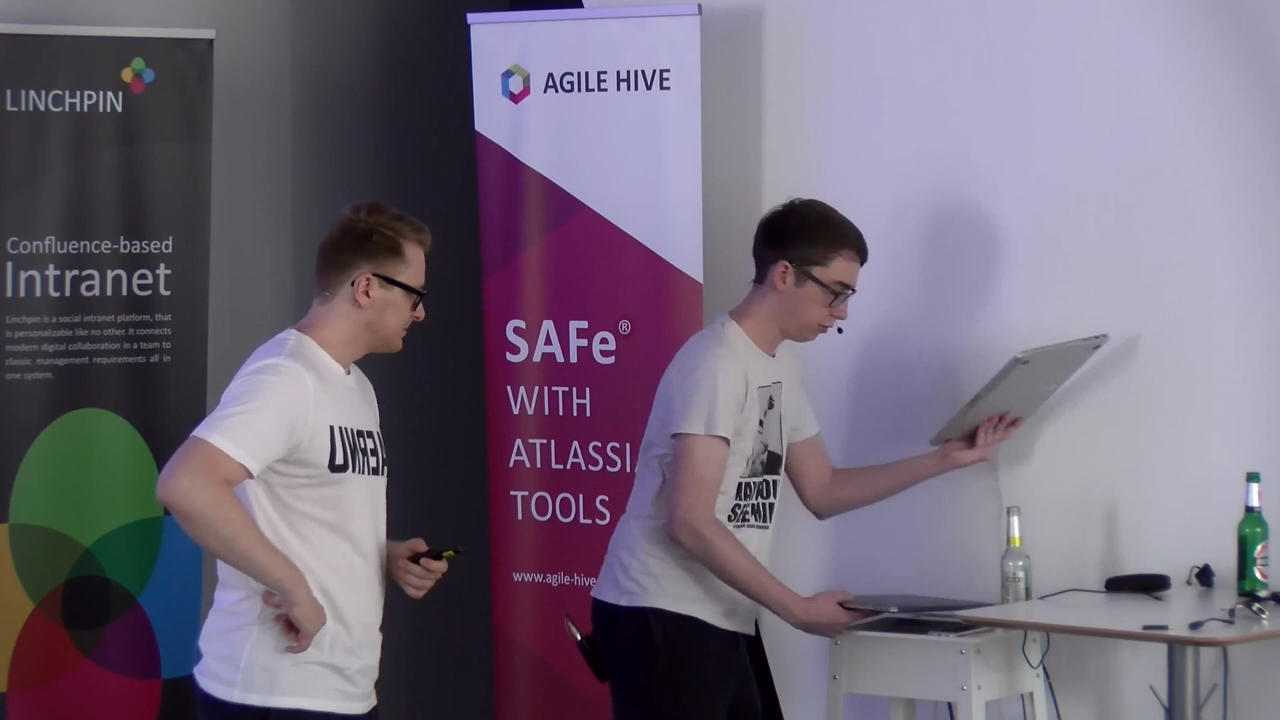 LINCHPIN
Confluence-based
Intranet
Linchpin is a social intranet platform, that
is personalizable like no other. It connects
modern digital collaboration in a team to
classic management requirements all in
one system.
AGILE HIVE
SAFe®
WITH
ATLASSI
TOOLS
www.agile-hive